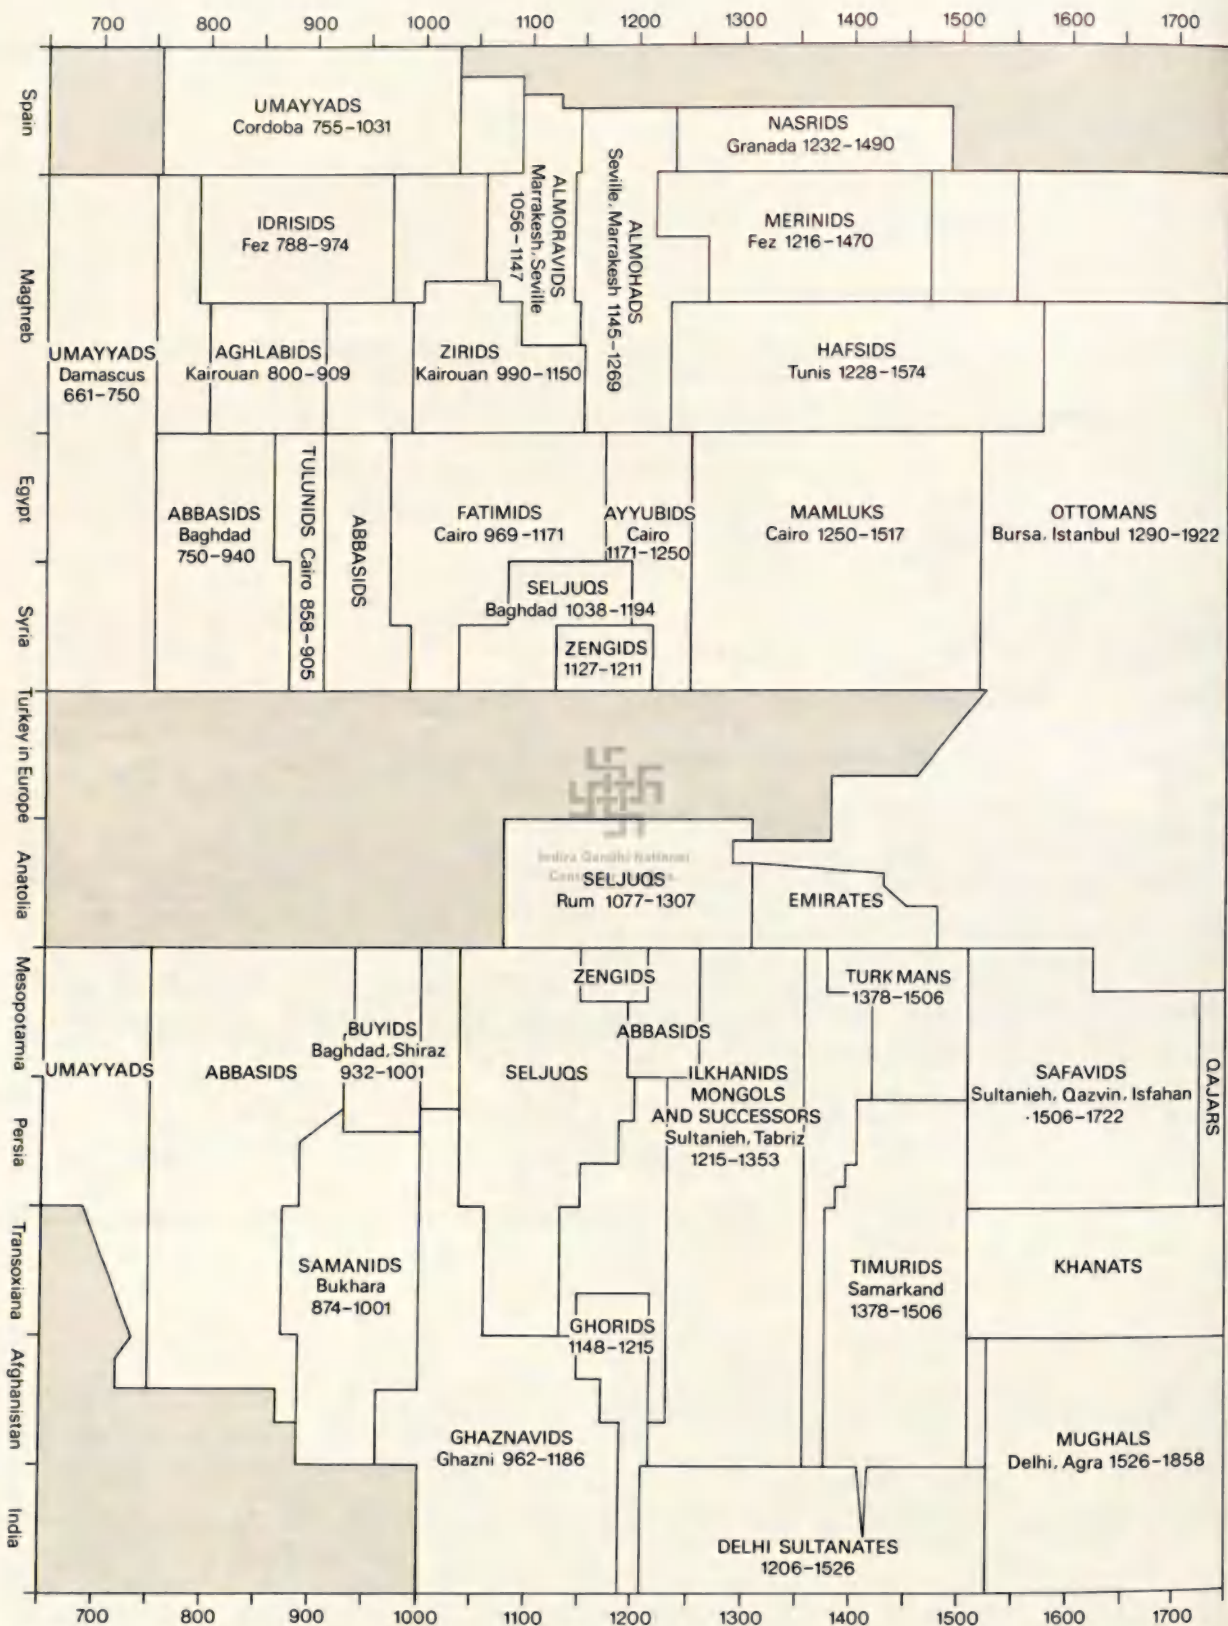 700 800 900 1000 1100 1200 1300 1400 1500 1600 1700
Spain
UMAYYADS
Cordoba 755–1031
NASRIDS
Granada 1232–1490
Maghreb
IDRISIDS
Fez 788–974
ALMORAVIDS
Marrakesh, Seville
1056–1147
ALMOHADS
Seville, Marrakesh 1145–1269
MERINIDS
Fez 1216–1470
UMAYYADS
Damascus
661–750
AGHLABIDS
Kairouan 800–909
ZIRIDS
Kairouan 990–1150
HAFSIDS
Tunis 1228–1574
Egypt
ABBASIDS
Baghdad
750–940
TULUNIDS Cairo 858–905
ABBASIDS
FATIMIDS
Cairo 969–1171
AYYUBIDS
Cairo
1171–1250
MAMLUKS
Cairo 1250–1517
OTTOMANS
Bursa, Istanbul 1290–1922
Syria
SELJUQS
Baghdad 1038–1194
ZENGIDS
1127–1211
Turkey in Europe
Indira Gandhi National
Anatolia
SELJUQS
Rum 1077–1307
EMIRATES
Mesopotamia
ZENGIDS
TURKMANS
1378–1506
BUYIDS
Baghdad, Shiraz
932–1001
ABBASIDS
UMAYYADS
ABBASIDS
SELJUQS
ILKHANIDS
MONGOLS
AND SUCCESSORS
Sultanieh, Tabriz
1215–1353
SAFAVIDS
Sultanieh, Qazvin, Isfahan
1506–1722
QAJARS
Persia
Transoxiana
SAMANIDS
Bukhara
874–1001
TIMURIDS
Samarkand
1378–1506
KHANATS
GHORIDS
1148–1215
Afghanistan
GHAZNAVIDS
Ghazni 962–1186
MUGHALS
Delhi, Agra 1526–1858
India
DELHI SULTANATES
1206–1526
700 800 900 1000 1100 1200 1300 1400 1500 1600 1700